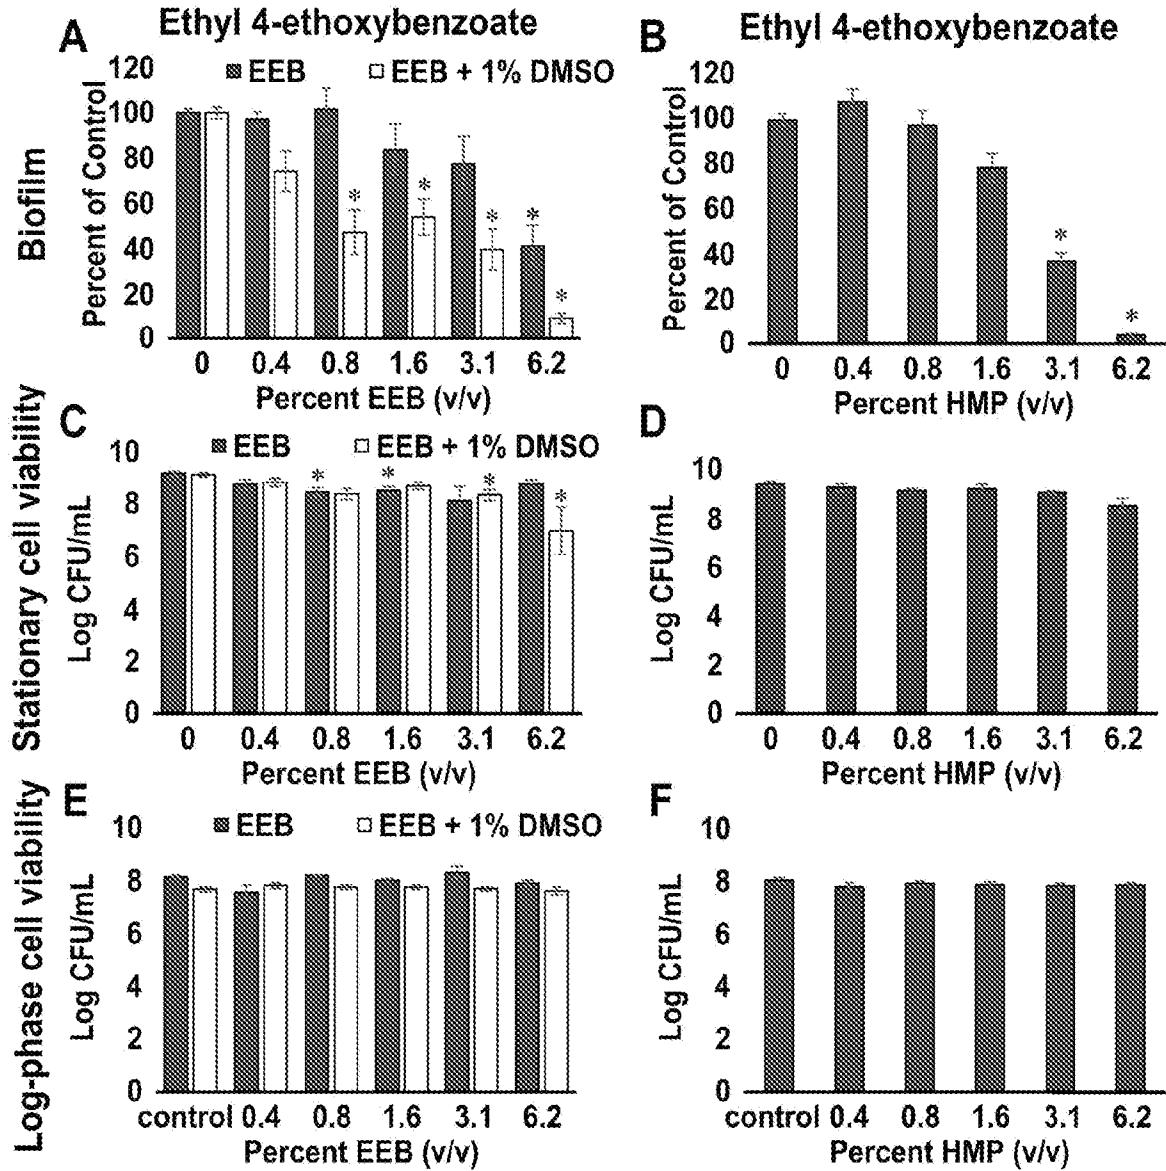 A
Ethyl 4-ethoxybenzoate
EEB
EEB + 1% DMSO
Biofilm
Percent of Control
120
100
80
60
40
20
0
* * * * *
0 0.4 0.8 1.6 3.1 6.2
Percent EEB (v/v)
B
Ethyl 4-ethoxybenzoate
Percent of Control
120
100
80
60
40
20
0
* *
0 0.4 0.8 1.6 3.1 6.2
Percent HMP (v/v)
C
EEB
EEB + 1% DMSO
Stationary cell viability
Log CFU/mL
10
8
6
4
2
0
* * * *
0 0.4 0.8 1.6 3.1 6.2
Percent EEB (v/v)
D
Log CFU/mL
10
8
6
4
2
0
0 0.4 0.8 1.6 3.1 6.2
Percent HMP (v/v)
E
EEB
EEB + 1% DMSO
Log-phase cell viability
Log CFU/mL
10
8
6
4
2
0
control 0.4 0.8 1.6 3.1 6.2
Percent EEB (v/v)
F
Log CFU/mL
10
8
6
4
2
0
control 0.4 0.8 1.6 3.1 6.2
Percent HMP (v/v)